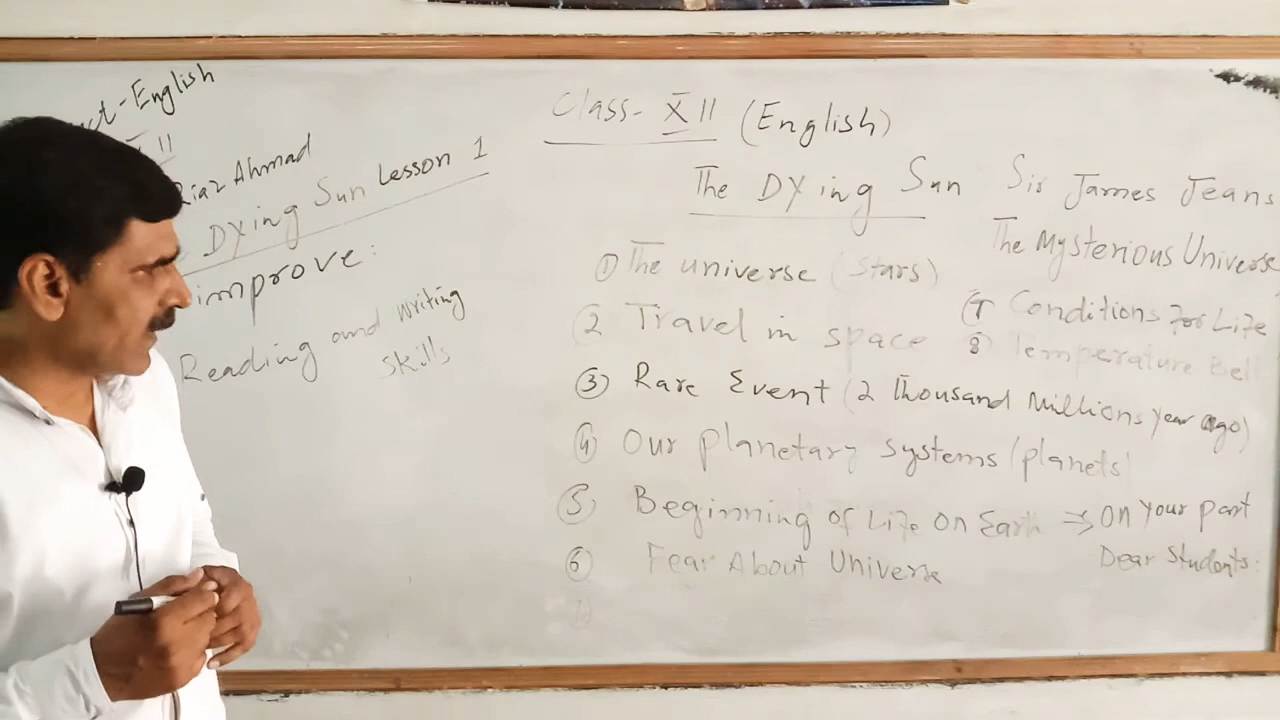 -English
II
Riaz Ahmad
Dying Sun Lesson 1
improve:
Reading and writing
skills
Class- XII (English)
The Dying Sun Sir James Jeans
The Mysterious Universe
① The universe (stars)
② Travel in space
③ Rare Event (2 Thousand Millions year ago)
④ Our planetary systems (planets)
⑤ Beginning of Life on Earth ⇒ on your part
Dear Students:
⑥ Fear About Universe
⑦ Conditions for Life
⑧ Temperature Belt